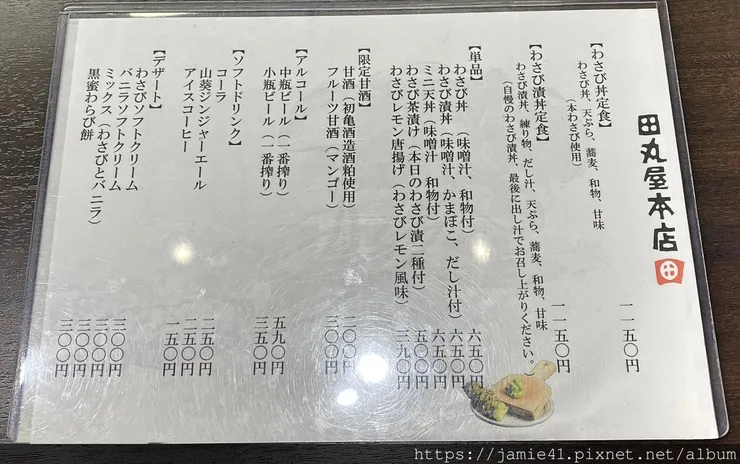 田丸屋本店
【わさび丼定食】
わさび丼、天ぷら、蕎麦、和物、甘味
(本わさび使用) 一一五〇円
【わさび漬丼定食】
わさび漬丼、練り物、だし汁、天ぷら、蕎麦、和物、甘味
(自慢のわさび漬丼、最後に出し汁でお召し上がりください。) 一一五〇円
【単品】
わさび丼 (味噌汁、和物付) 六五〇円
わさび漬丼 (味噌汁、かまぼこ、だし汁付) 六五〇円
ミニ天丼 (味噌汁 和物付) 六五〇円
わさび茶漬け (本日のわさび漬二種付) 五〇〇円
わさびレモン唐揚げ (わさびレモン風味) 三九〇円
【限定甘酒】
甘酒 (初亀酒造酒粕使用) 二〇〇円
フルーツ甘酒 (マンゴー) 三〇〇円
【アルコール】
中瓶ビール (一番搾り) 五九〇円
小瓶ビール (一番搾り) 三五〇円
【ソフトドリンク】
コーラ 二五〇円
山葵ジンジャーエール 二五〇円
アイスコーヒー 一五〇円
【デザート】
わさびソフトクリーム 三〇〇円
バニラソフトクリーム 三〇〇円
ミックス (わさびとバニラ) 三〇〇円
黒蜜わらび餅 三〇〇円
https://jamie41.pixnet.net/album